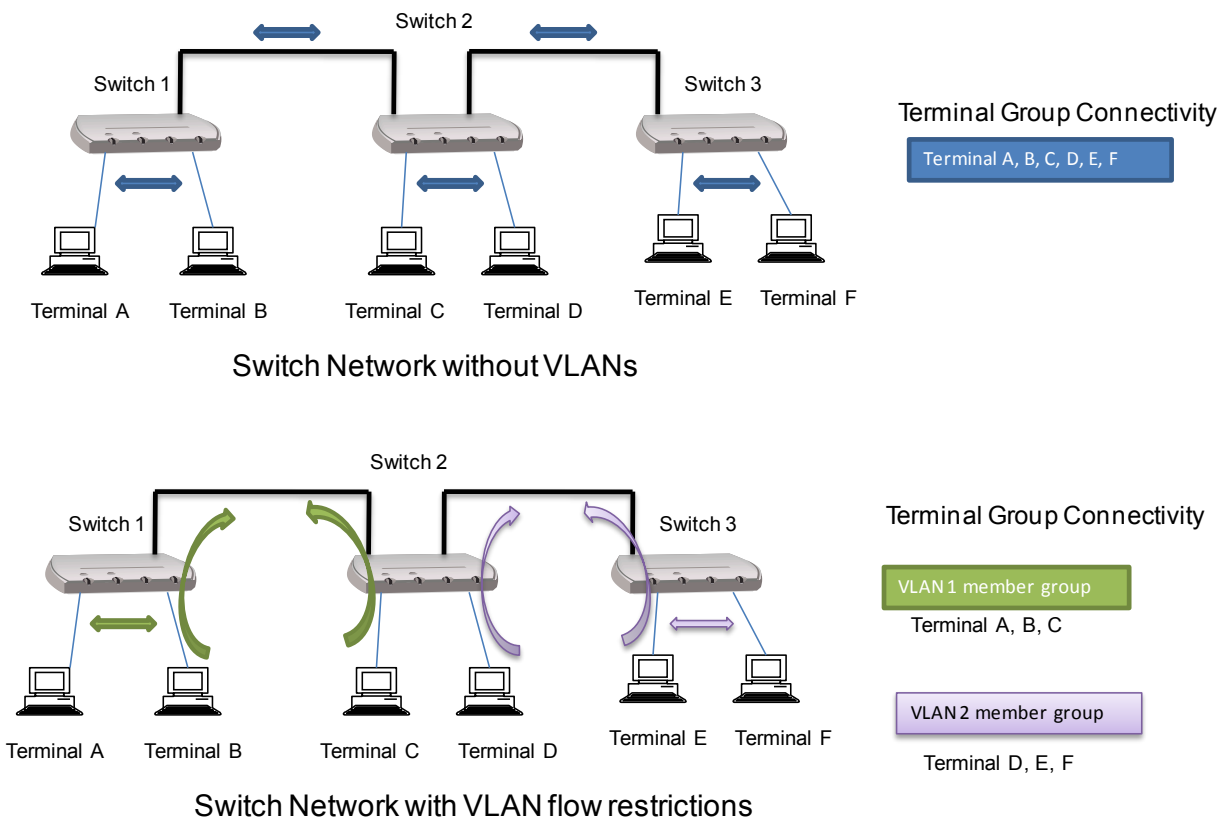 Switch 2
Switch 1
Switch 3
Terminal Group Connectivity
Terminal A, B, C, D, E, F
Terminal A
Terminal B
Terminal C
Terminal D
Terminal E
Terminal F
Switch Network without VLANs
Switch 2
Switch 1
Switch 3
Terminal Group Connectivity
VLAN 1 member group
Terminal A, B, C
VLAN 2 member group
Terminal D, E, F
Terminal A
Terminal B
Terminal C
Terminal D
Terminal E
Terminal F
Switch Network with VLAN flow restrictions